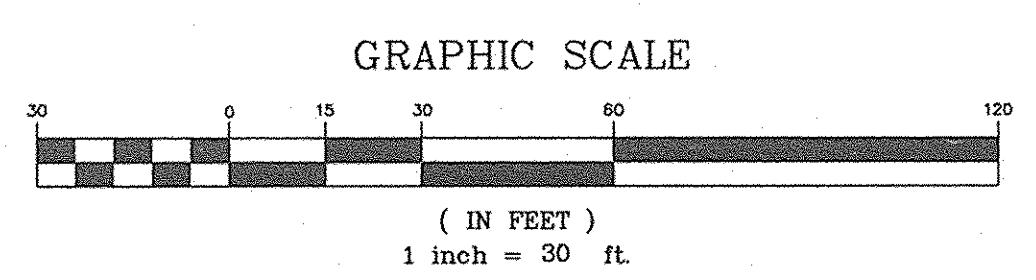 GRAPHIC SCALE
30 0 15 30 60 120
( IN FEET )
1 inch = 30 ft.